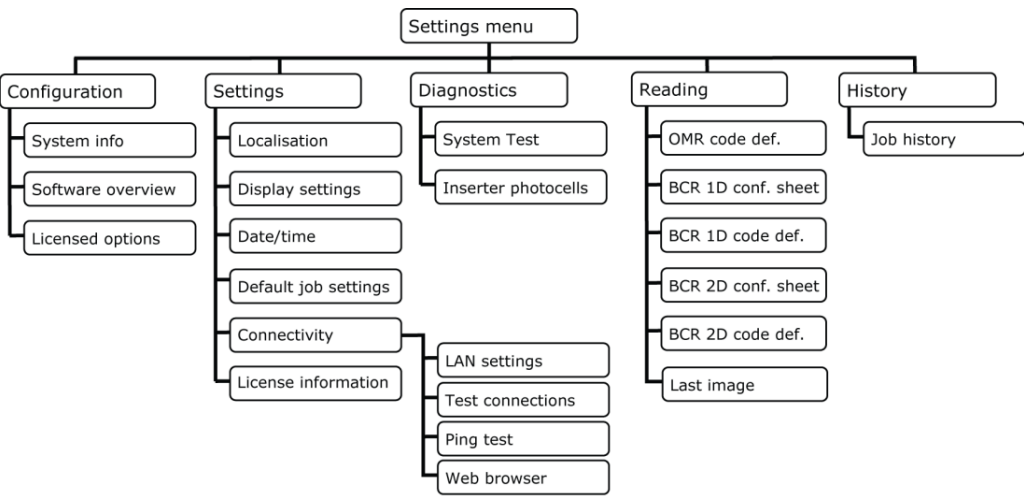 Settings menu
Configuration
System info
Software overview
Licensed options
Settings
Localisation
Display settings
Date/time
Default job settings
Connectivity
LAN settings
Test connections
Ping test
Web browser
License information
Diagnostics
System Test
Inserter photocells
Reading
OMR code def.
BCR 1D conf. sheet
BCR 1D code def.
BCR 2D conf. sheet
BCR 2D code def.
Last image
History
Job history